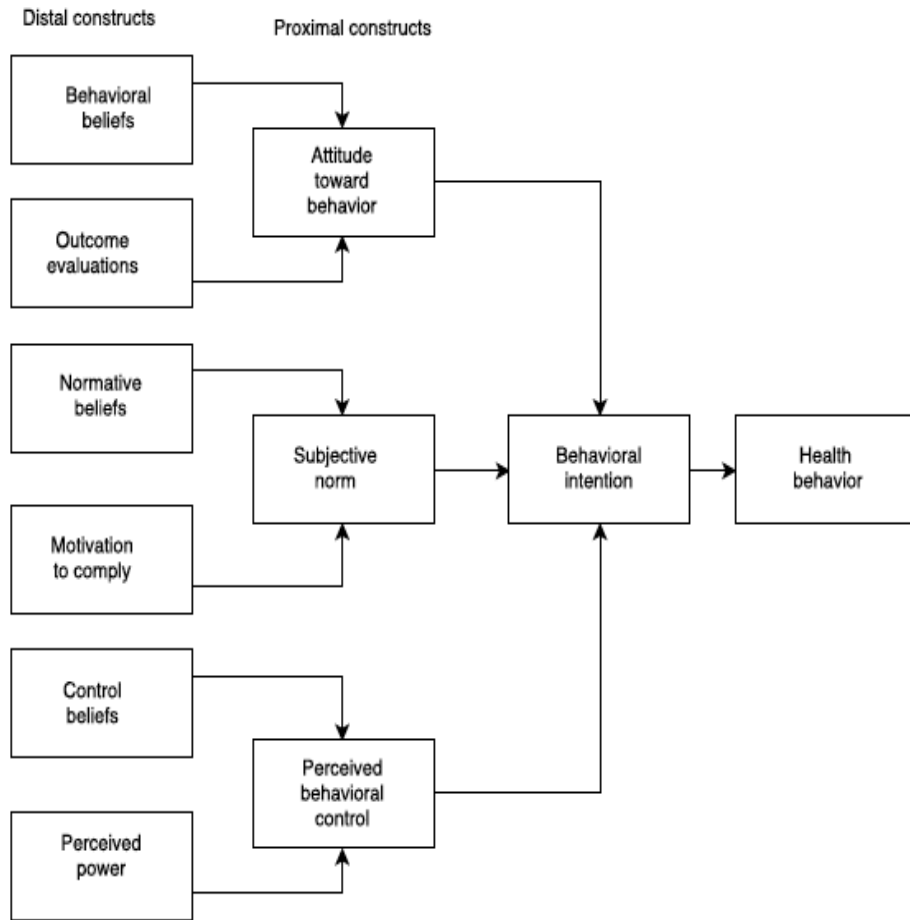 Distal constructs
Proximal constructs
Behavioral
beliefs
Attitude
toward
behavior
Outcome
evaluations
Normative
beliefs
Subjective
norm
Behavioral
intention
Health
behavior
Motivation
to comply
Control
beliefs
Perceived
behavioral
control
Perceived
power